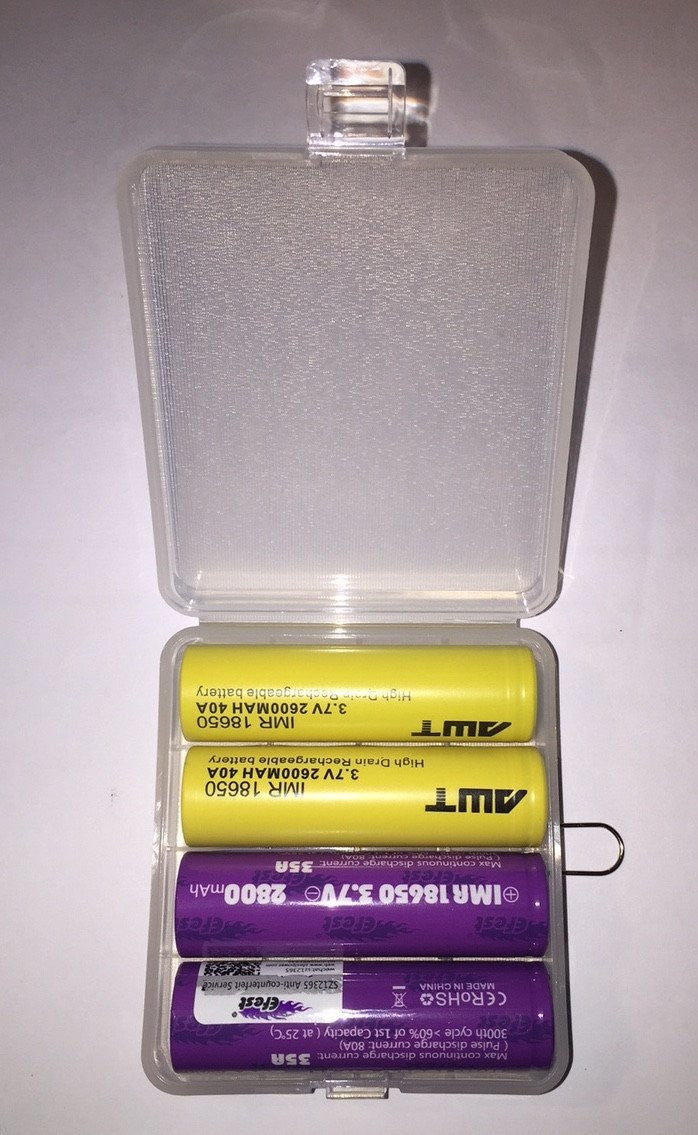 AWT
IMR 18650
3.7V 2600MAH 40A
High Drain Rechargeable battery
AWT
IMR 18650
3.7V 2600MAH 40A
High Drain Rechargeable battery
Efest
⊕IMR 18650 3.7V⊖ 2800mAh
Max continuous discharge current: 35A
( Pulse discharge current: 80A)
Efest
CE RoHS
MADE IN CHINA
Max continuous discharge current: 35A
( Pulse discharge current: 80A)
300th cycle >60% of 1st Capacity ( at 25℃)
Efest®
SZ12365 Anti-counterfeit Service